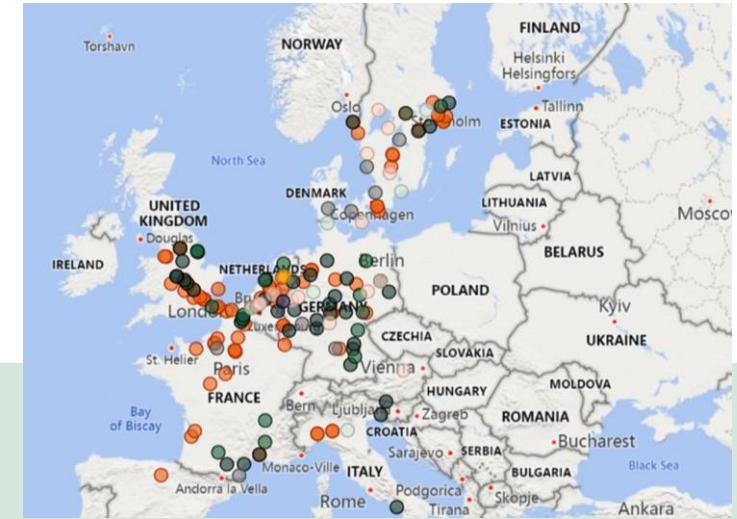 FINLAND
Torshavn
NORWAY
Helsinki
Helsingfors
Oslo
Tallinn
ESTONIA
North Sea
LATVIA
DENMARK
LITHUANIA
Copenhagen
UNITED
KINGDOM
Vilnius
Douglas
BELARUS
IRELAND
NETHERLANDS
Berlin
POLAND
GERMANY
Kyiv
UKRAINE
CZECHIA
St. Helier
Paris
SLOVAKIA
Vienna
MOLDOVA
FRANCE
Bern
HUNGARY
Bay
of Biscay
Zagreb
ROMANIA
CROATIA
Bucharest
Monaco-Ville
ITALY
Sarajevo
SERBIA
Black Sea
Andorra la Vella
BULGARIA
Rome
Podgorica
Skopje
Tirana
Ankara